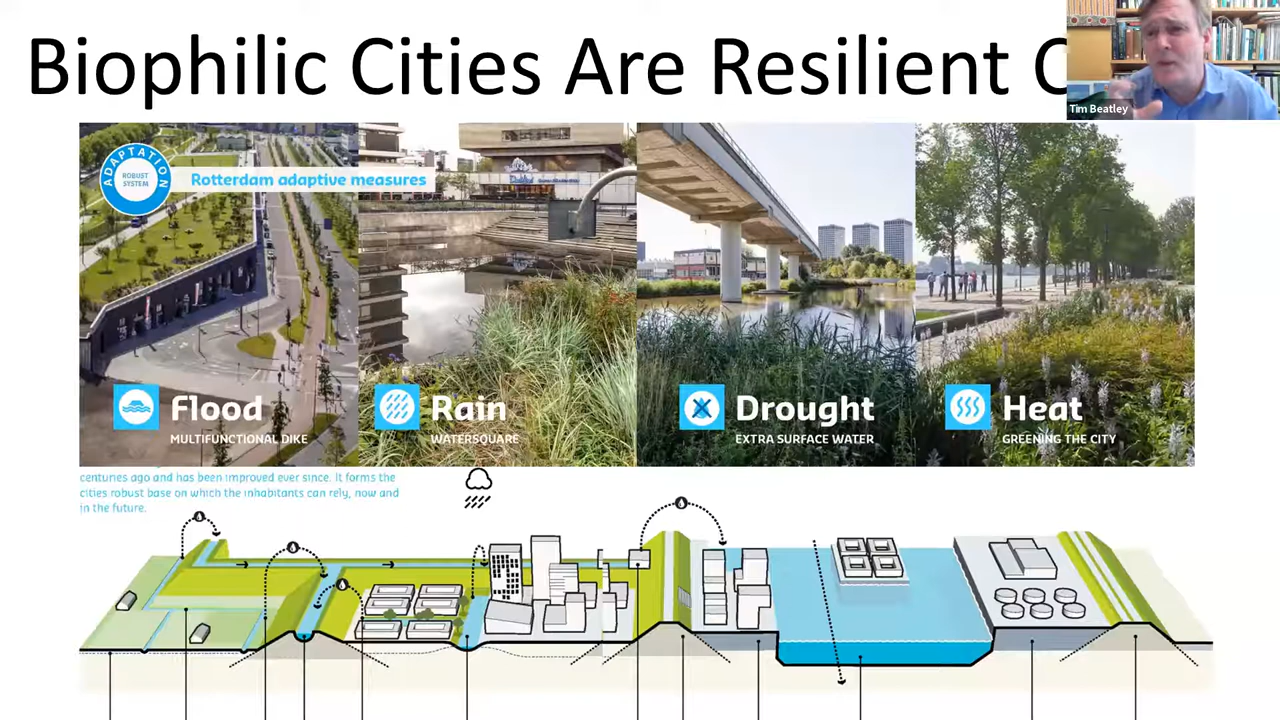 Biophilic Cities Are Resilient C
Tim Beatley
ADAPTATION
ROBUST
SYSTEM
Rotterdam adaptive measures
Flood
MULTIFUNCTIONAL DIKE
Rain
WATERSQUARE
Drought
EXTRA SURFACE WATER
Heat
GREENING THE CITY
centuries ago and has been improved ever since. It forms the
cities robust base on which the inhabitants can rely, now and
in the future.